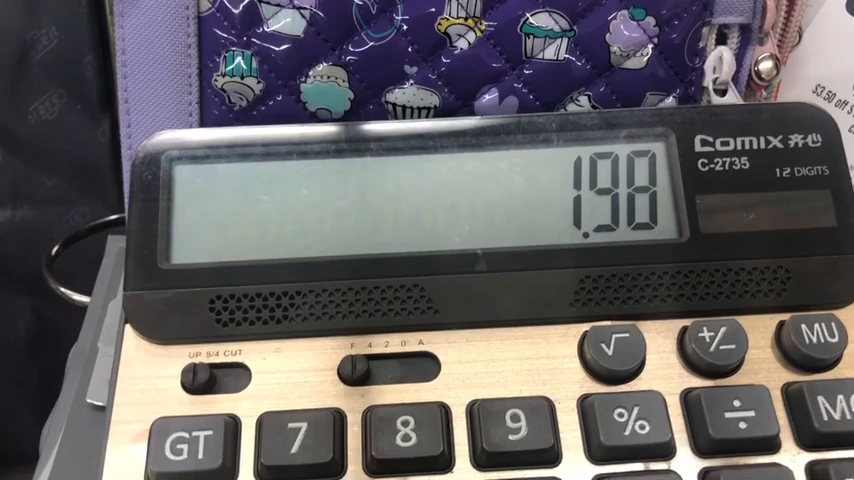 $3.50 off $
1.98
Comix 齐心
C-2735
12 DIGITS
UP 5/4 CUT
F 4 2 0 A
√ +/− MU
GT 7 8 9 % ÷